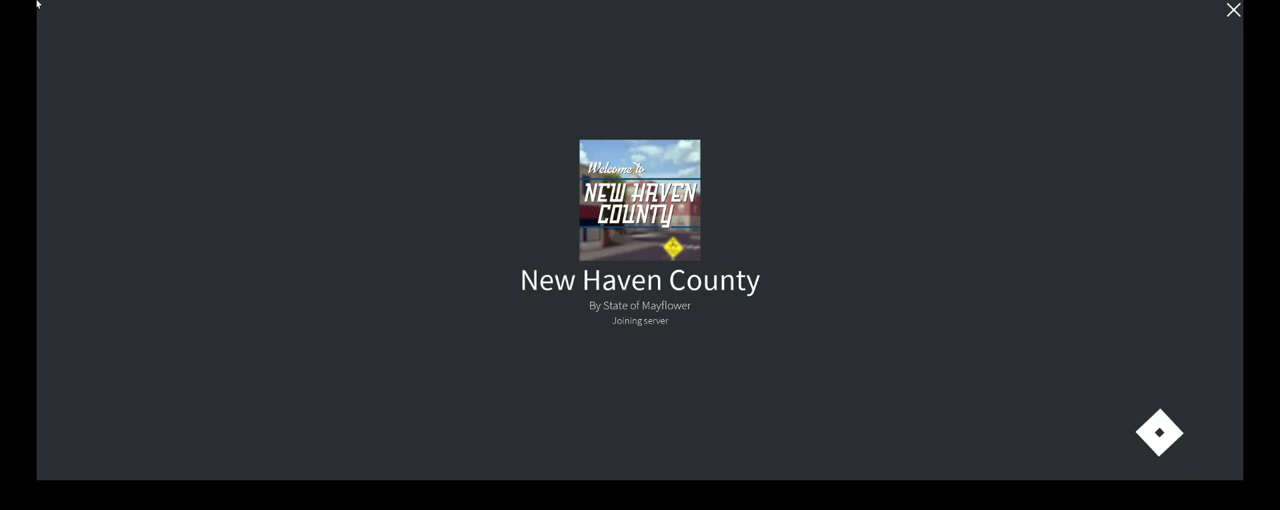 Welcome to
NEW HAVEN
COUNTY
New Haven County
By State of Mayflower
Joining server